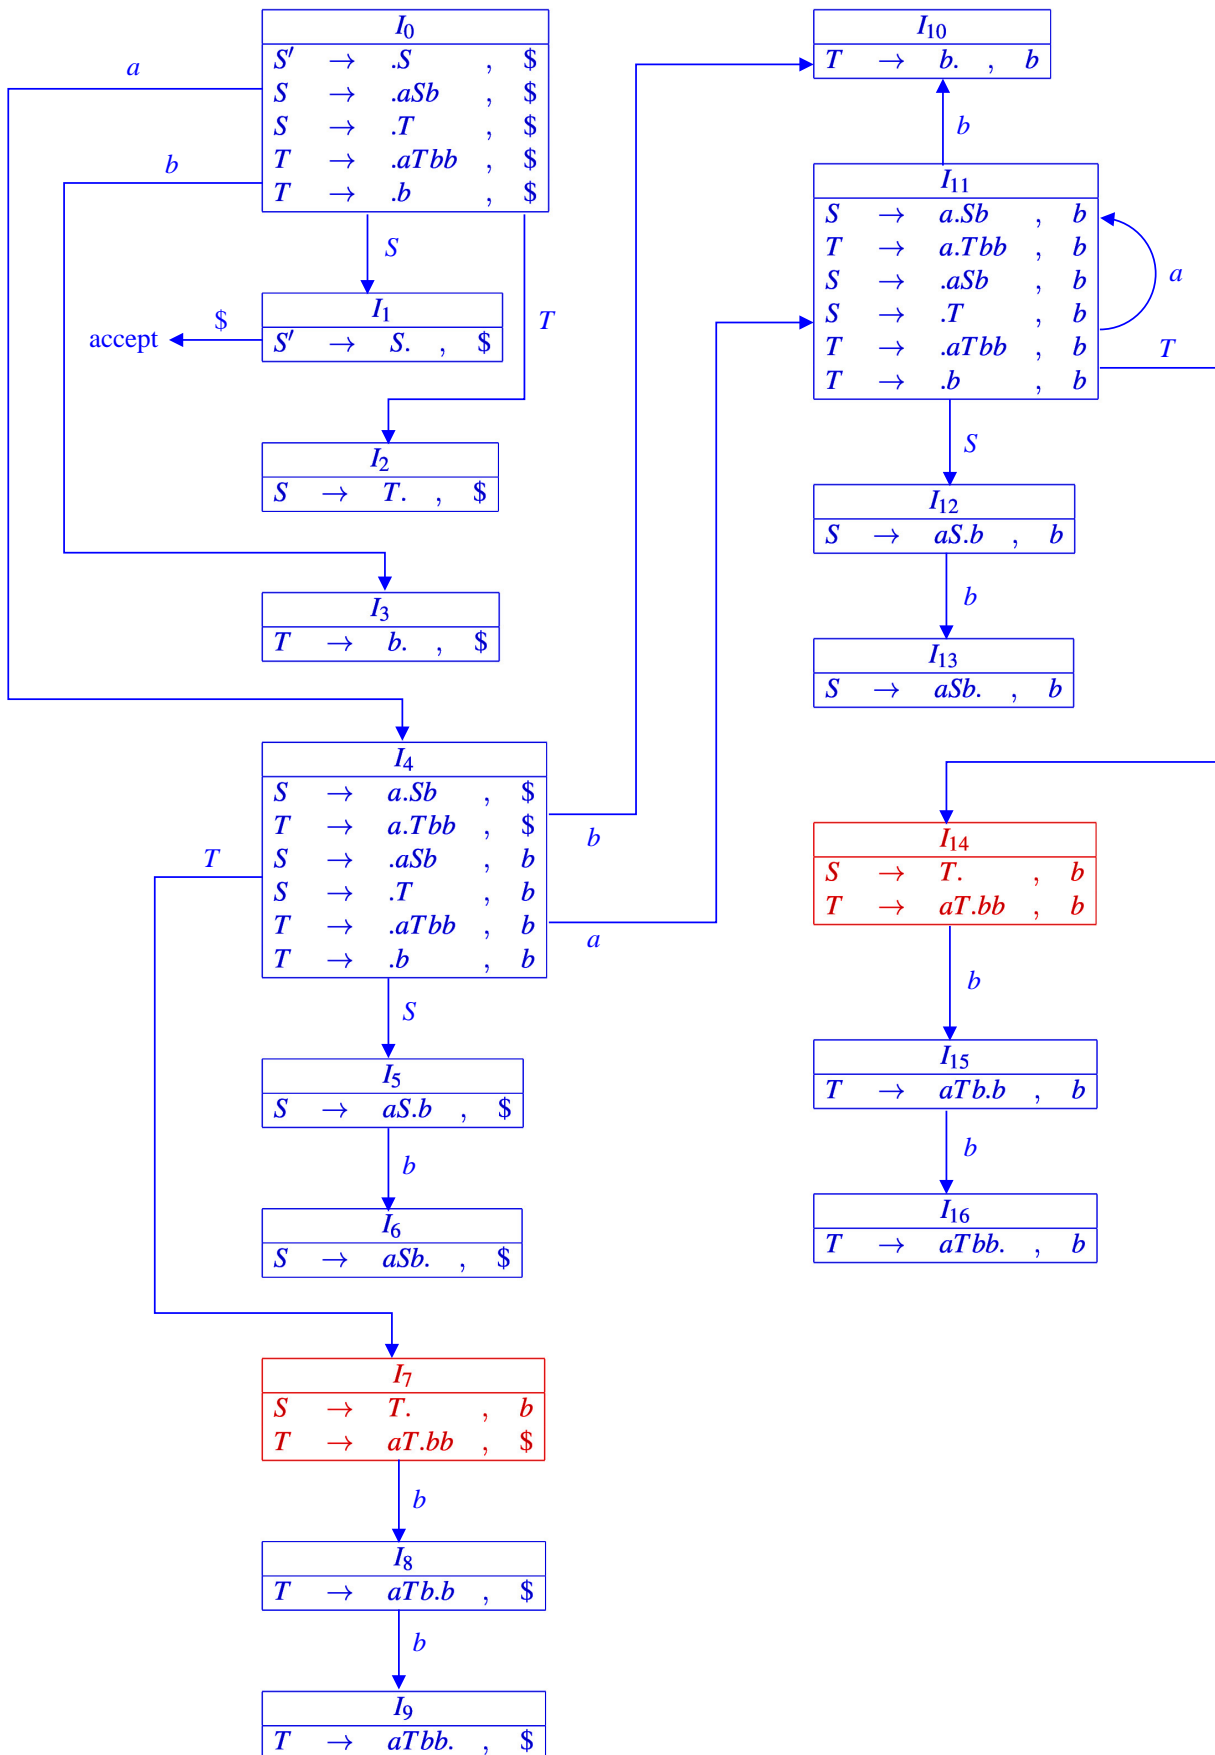 I0
S′ → .S , $
S → .aSb , $
S → .T , $
T → .aTbb , $
T → .b , $
a
b
S
T
I1
S′ → S. , $
$
accept
I2
S → T. , $
I3
T → b. , $
I4
S → a.Sb , $
T → a.Tbb , $
S → .aSb , b
S → .T , b
T → .aTbb , b
T → .b , b
T
b
a
S
I5
S → aS.b , $
b
I6
S → aSb. , $
I7
S → T. , b
T → aT.bb , $
b
I8
T → aTb.b , $
b
I9
T → aTbb. , $
I10
T → b. , b
b
I11
S → a.Sb , b
T → a.Tbb , b
S → .aSb , b
S → .T , b
T → .aTbb , b
T → .b , b
a
T
S
I12
S → aS.b , b
b
I13
S → aSb. , b
I14
S → T. , b
T → aT.bb , b
b
I15
T → aTb.b , b
b
I16
T → aTbb. , b